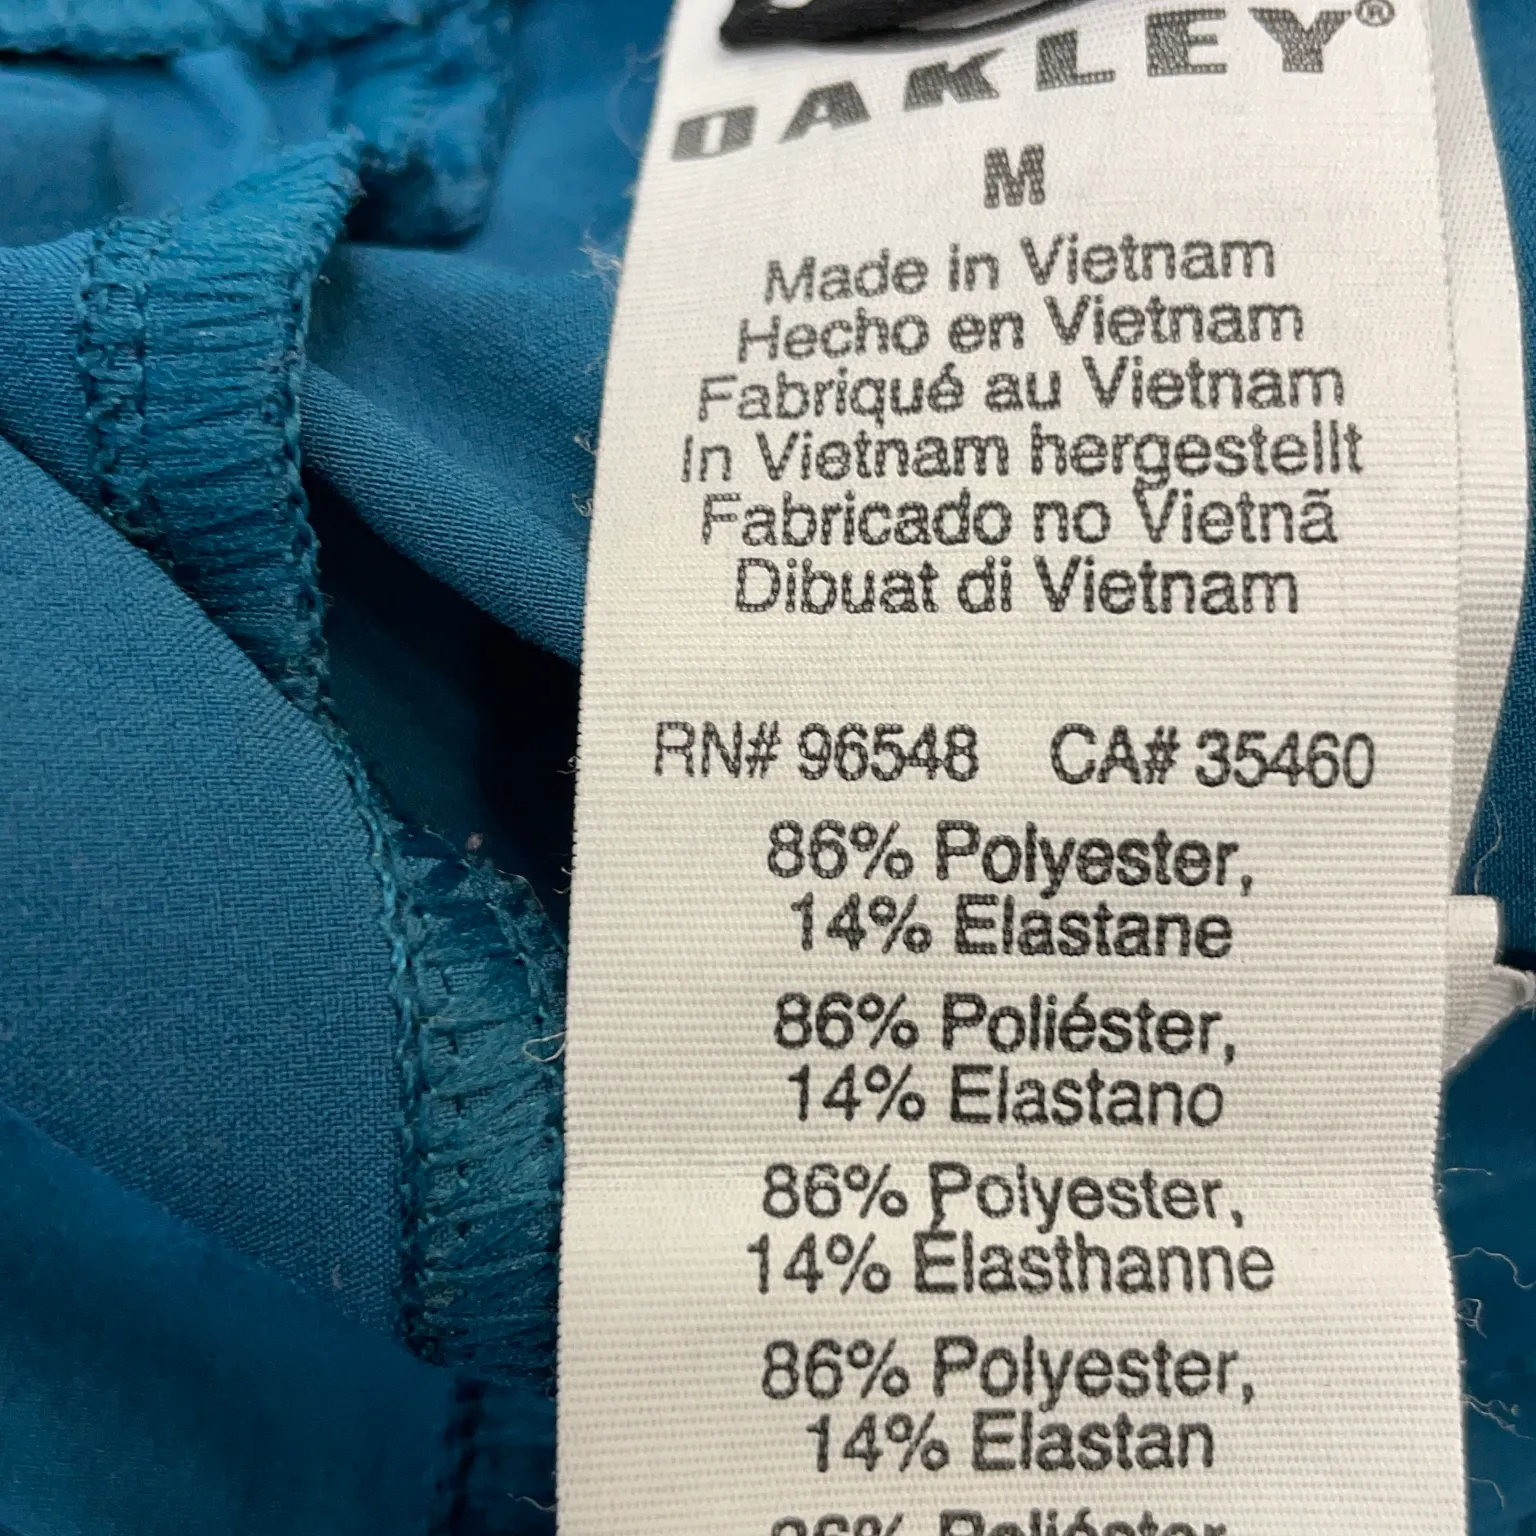 OAKLEY®
M
Made in Vietnam
Hecho en Vietnam
Fabriqué au Vietnam
In Vietnam hergestellt
Fabricado no Vietnã
Dibuat di Vietnam
RN# 96548 CA# 35460
86% Polyester,
14% Elastane
86% Poliéster,
14% Elastano
86% Polyester,
14% Élasthanne
86% Polyester,
14% Elastan
86% Poliéster